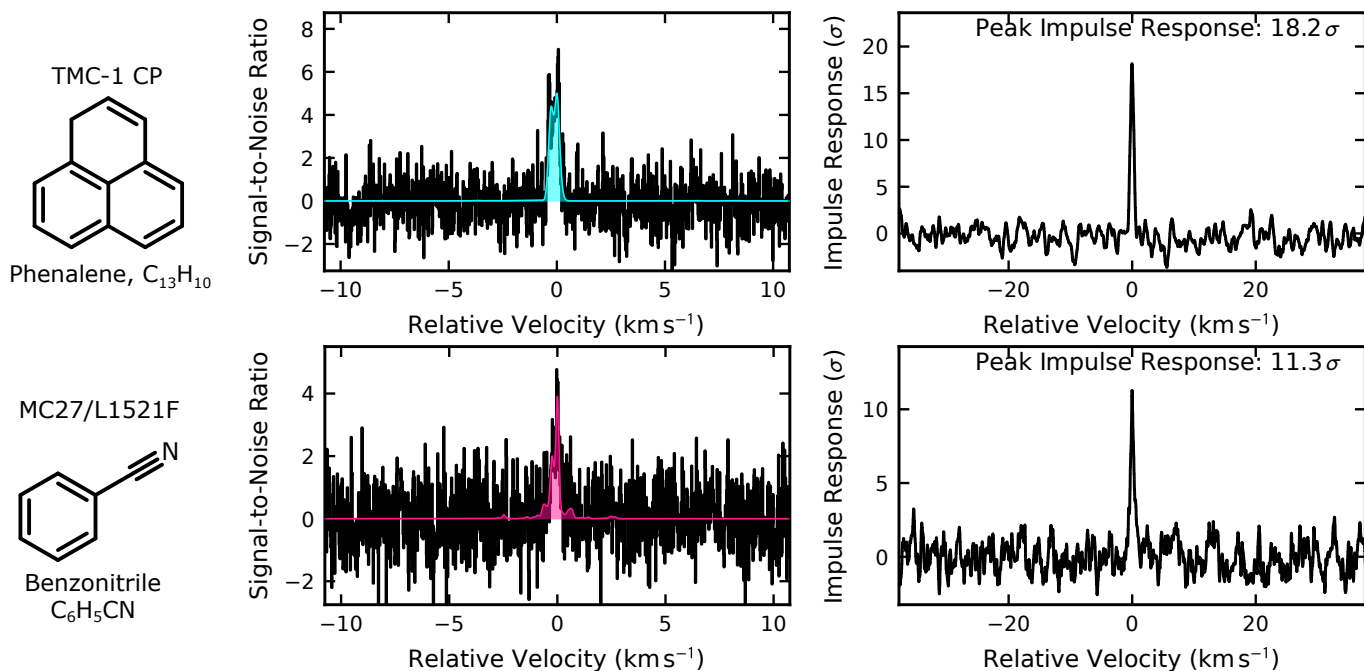 TMC-1 CP
Phenalene, C₁₃H₁₀
Signal-to-Noise Ratio
8
6
4
2
0
−2
−10 −5 0 5 10
Relative Velocity (km s⁻¹)
Peak Impulse Response: 18.2σ
Impulse Response (σ)
20
15
10
5
0
−20 0 20
Relative Velocity (km s⁻¹)
MC27/L1521F
N
Benzonitrile
C₆H₅CN
Signal-to-Noise Ratio
4
2
0
−2
−10 −5 0 5 10
Relative Velocity (km s⁻¹)
Peak Impulse Response: 11.3σ
Impulse Response (σ)
10
5
0
−20 0 20
Relative Velocity (km s⁻¹)